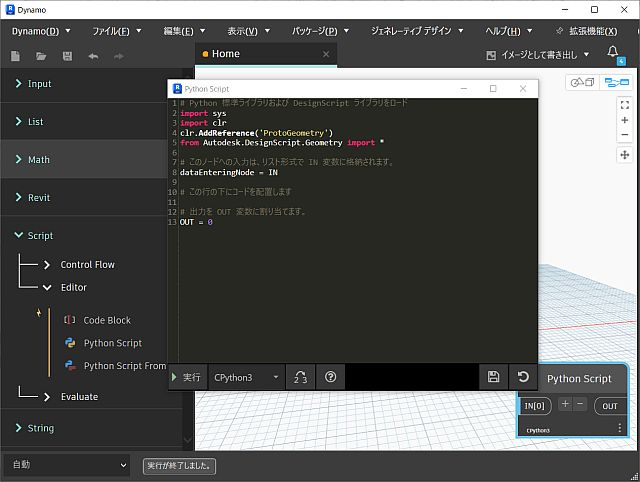 Dynamo
Dynamo(D) ファイル(F) 編集(E) 表示(V) パッケージ(P) ジェネレーティブ デザイン ヘルプ(H) 拡張機能(X)
Home
イメージとして書き出し
4
Input
List
Math
Revit
Script
Control Flow
Editor
Code Block
Python Script
Python Script From
Evaluate
String
Python Script
1 # Python 標準ライブラリおよび DesignScript ライブラリをロード
2 import sys
3 import clr
4 clr.AddReference('ProtoGeometry')
5 from Autodesk.DesignScript.Geometry import *
6
7 # このノードへの入力は、リスト形式で IN 変数に格納されます。
8 dataEnteringNode = IN
9
10 # この行の下にコードを配置します
11
12 # 出力を OUT 変数に割り当てます。
13 OUT = 0
実行 CPython3 2 3
Python Script
IN[0] + − OUT
CPython3
自動 実行が終了しました。